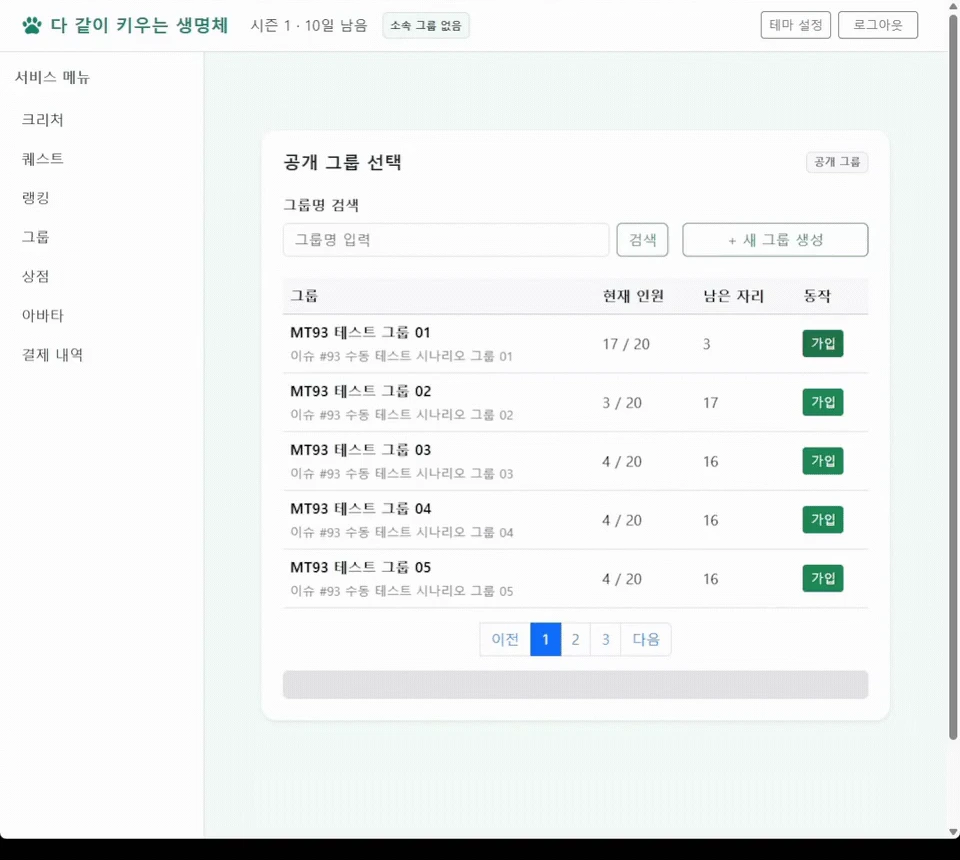 다 같이 키우는 생명체 시즌 1 · 10일 남음 소속 그룹 없음 테마 설정 로그아웃
서비스 메뉴
크리처
퀘스트
랭킹
그룹
상점
아바타
결제 내역
공개 그룹 선택 공개 그룹
그룹명 검색
그룹명 입력 검색 + 새 그룹 생성
그룹 현재 인원 남은 자리 동작
MT93 테스트 그룹 01
이슈 #93 수동 테스트 시나리오 그룹 01
17 / 20 3 가입
MT93 테스트 그룹 02
이슈 #93 수동 테스트 시나리오 그룹 02
3 / 20 17 가입
MT93 테스트 그룹 03
이슈 #93 수동 테스트 시나리오 그룹 03
4 / 20 16 가입
MT93 테스트 그룹 04
이슈 #93 수동 테스트 시나리오 그룹 04
4 / 20 16 가입
MT93 테스트 그룹 05
이슈 #93 수동 테스트 시나리오 그룹 05
4 / 20 16 가입
이전 1 2 3 다음